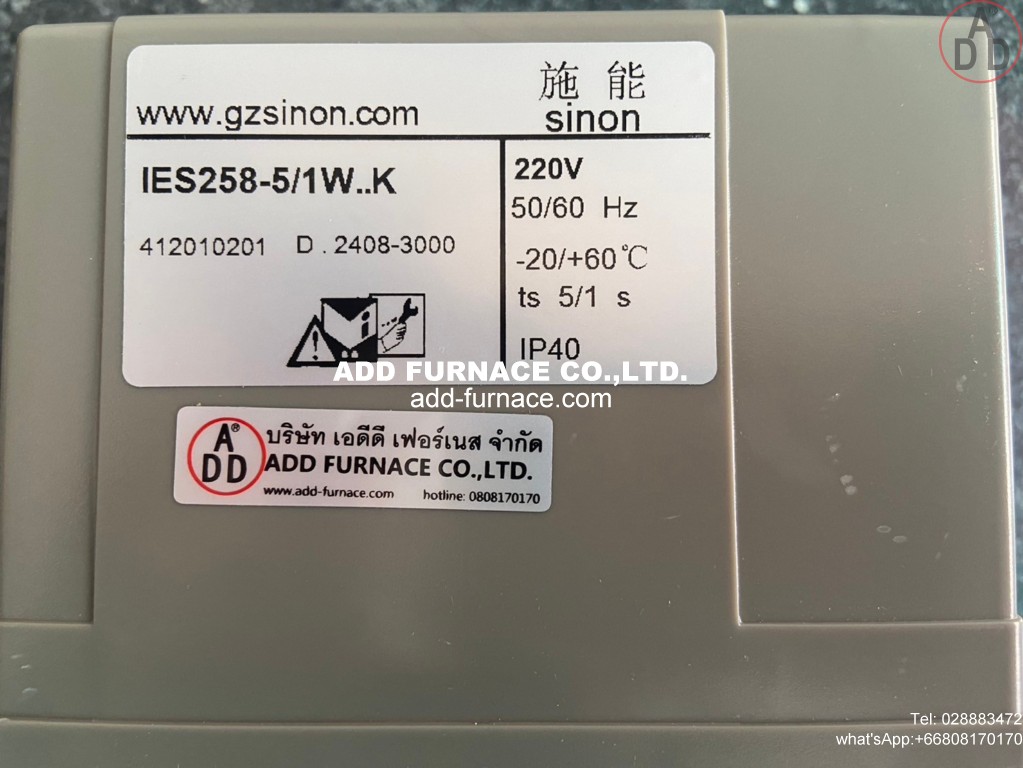 A®
DD
施 能
www.gzsinon.com
sinon
IES258-5/1W..K
412010201 D . 2408-3000
220V
50/60 Hz
-20/+60℃
ts 5/1 s
IP40
ADD FURNACE CO.,LTD.
add-furnace.com
A®
DD
บริษัท เอดีดี เฟอร์เนส จำกัด
ADD FURNACE CO.,LTD.
www.add-furnace.com hotline: 0808170170
Tel: 028883472
what'sApp:+66808170170